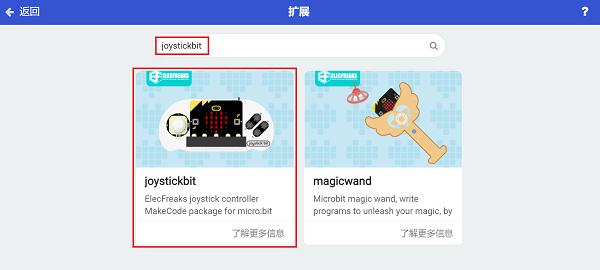 返回
扩展
?
joystickbit
ELECFREAKS
joystick:bit
ELECFREAKS
joystickbit
ElecFreaks joystick controller
MakeCode package for micro:bit
了解更多信息
magicwand
Microbit magic wand, write
programs to unleash your magic, by
了解更多信息